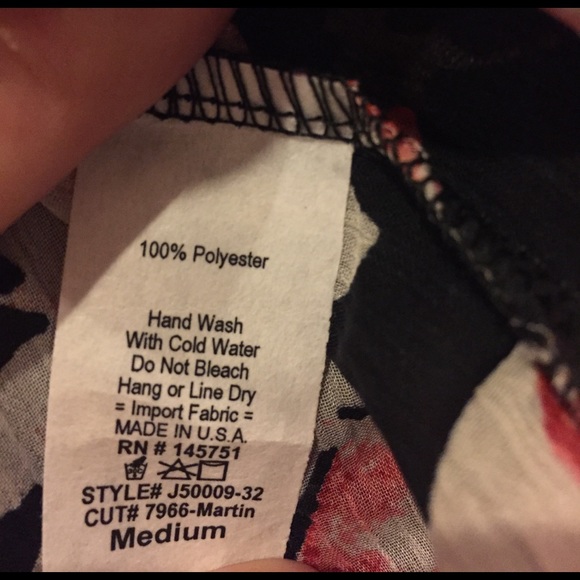 100% Polyester
Hand Wash
With Cold Water
Do Not Bleach
Hang or Line Dry
= Import Fabric =
MADE IN U.S.A.
RN # 145751
STYLE# J50009-32
CUT# 7966-Martin
Medium